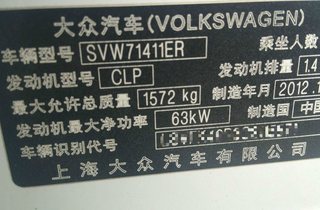 大众汽车(VOLKSWAGEN)
车辆型号 SVW71411ER 乘坐人数
发动机型号 CLP 发动机排量 1.4
最大允许总质量 1572 kg 制造年月 2012.1
发动机最大净功率 63kW 制造国 中国
车辆识别代号
上海大众汽车有限公司